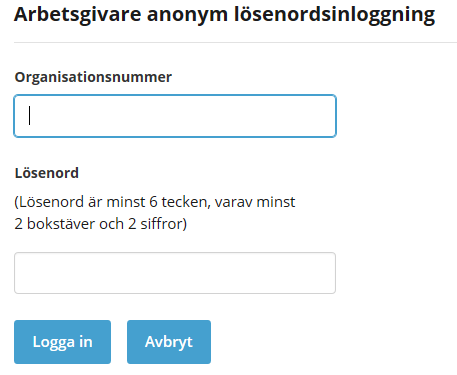 Arbetsgivare anonym lösenordsinloggning
Organisationsnummer
Lösenord
(Lösenord är minst 6 tecken, varav minst
2 bokstäver och 2 siffror)
Logga in
Avbryt